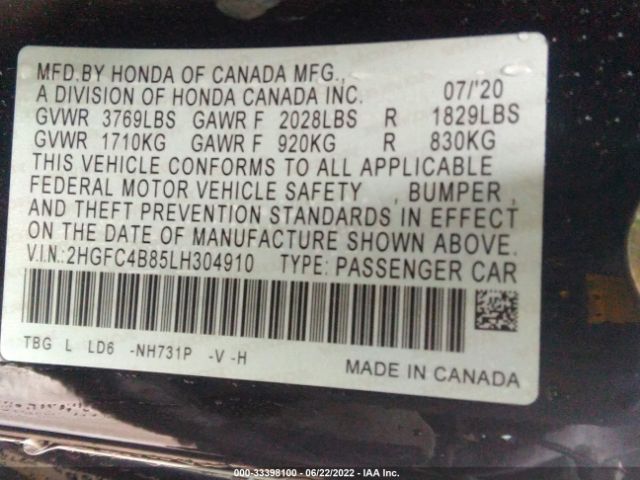 MFD.BY HONDA OF CANADA MFG.,
A DIVISION OF HONDA CANADA INC. 07/'20
GVWR 3769LBS GAWR F 2028LBS R 1829LBS
GVWR 1710KG GAWR F 920KG R 830KG
THIS VEHICLE CONFORMS TO ALL APPLICABLE
FEDERAL MOTOR VEHICLE SAFETY , BUMPER ,
AND THEFT PREVENTION STANDARDS IN EFFECT
ON THE DATE OF MANUFACTURE SHOWN ABOVE.
V.I.N:2HGFC4B85LH304910 TYPE: PASSENGER CAR
TBG L LD6 -NH731P -V -H
MADE IN CANADA
000-33398100 - 06/22/2022 - IAA Inc.